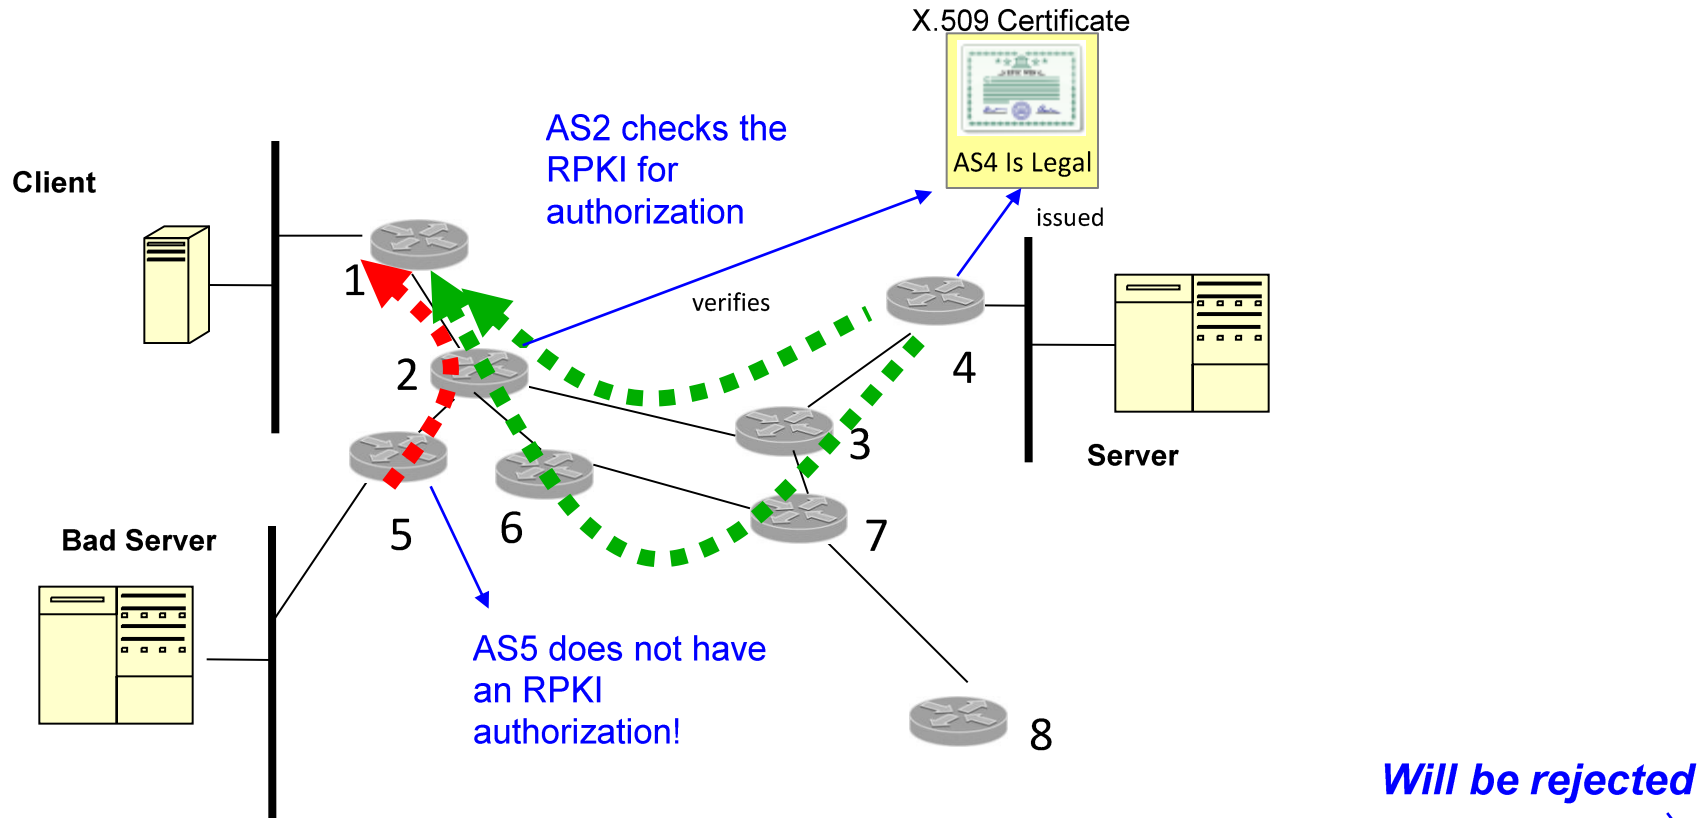 X.509 Certificate
AS4 Is Legal
AS2 checks the
RPKI for
authorization
Client
issued
1
verifies
2
4
3
Server
5
6
7
Bad Server
AS5 does not have
an RPKI
authorization!
8
Will be rejected